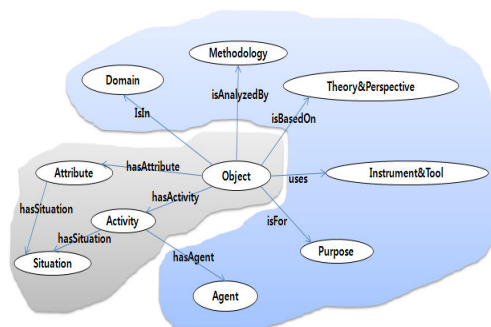 Methodology
Domain
Theory&Perspective
isAnalyzedBy
IsIn
isBasedOn
Attribute
hasAttribute
Object
uses
Instrument&Tool
hasActivity
hasSituation
Activity
isFor
hasSituation
Purpose
hasAgent
Situation
Agent